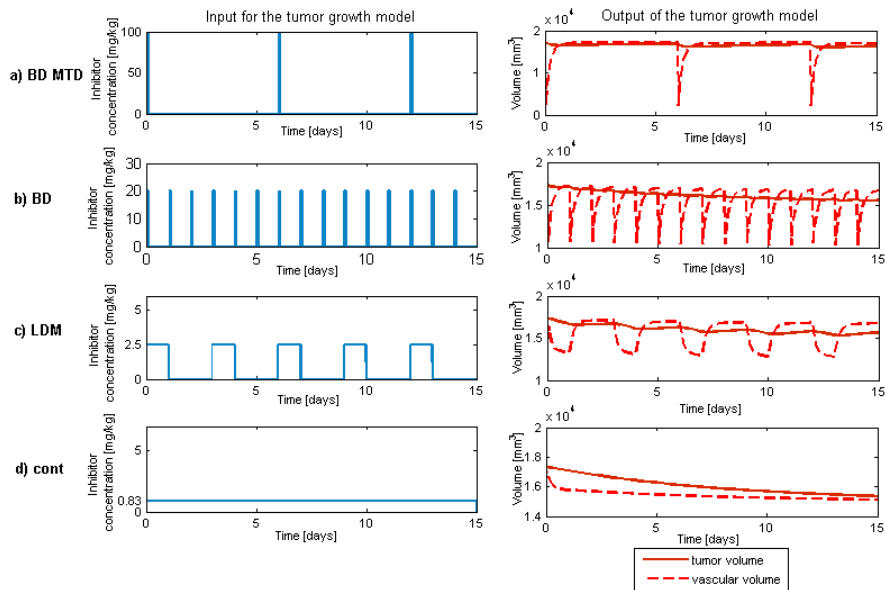 Input for the tumor growth model
Output of the tumor growth model
a) BD MTD
Inhibitor
concentration [mg/kg]
100
50
0
0 5 10 15
Time [days]
Volume [mm³]
x 10⁴
2
1
0
0 5 10 15
Time [days]
b) BD
Inhibitor
concentration [mg/kg]
30
20
10
0
0 5 10 15
Time [days]
Volume [mm³]
x 10⁴
2
1.5
1
0 5 10 15
Time [days]
c) LDM
Inhibitor
concentration [mg/kg]
5
2.5
0
0 5 10 15
Time [days]
Volume [mm³]
x 10⁴
2
1.5
1
0 5 10 15
Time [days]
d) cont
Inhibitor
concentration [mg/kg]
5
0.83
0
0 5 10 15
Time [days]
Volume [mm³]
x 10⁴
2
1.8
1.6
1.4
0 5 10 15
Time [days]
tumor volume
vascular volume